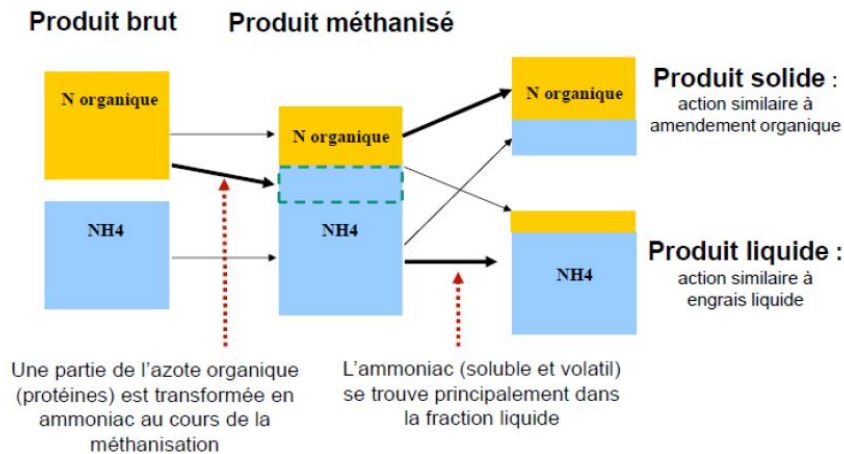 Produit brut
Produit méthanisé
N organique
NH4
N organique
NH4
N organique
Produit solide :
action similaire à
amendement organique
NH4
Produit liquide :
action similaire à
engrais liquide
Une partie de l'azote organique
(protéines) est transformée en
ammoniac au cours de la
méthanisation
L'ammoniac (soluble et volatil)
se trouve principalement dans
la fraction liquide